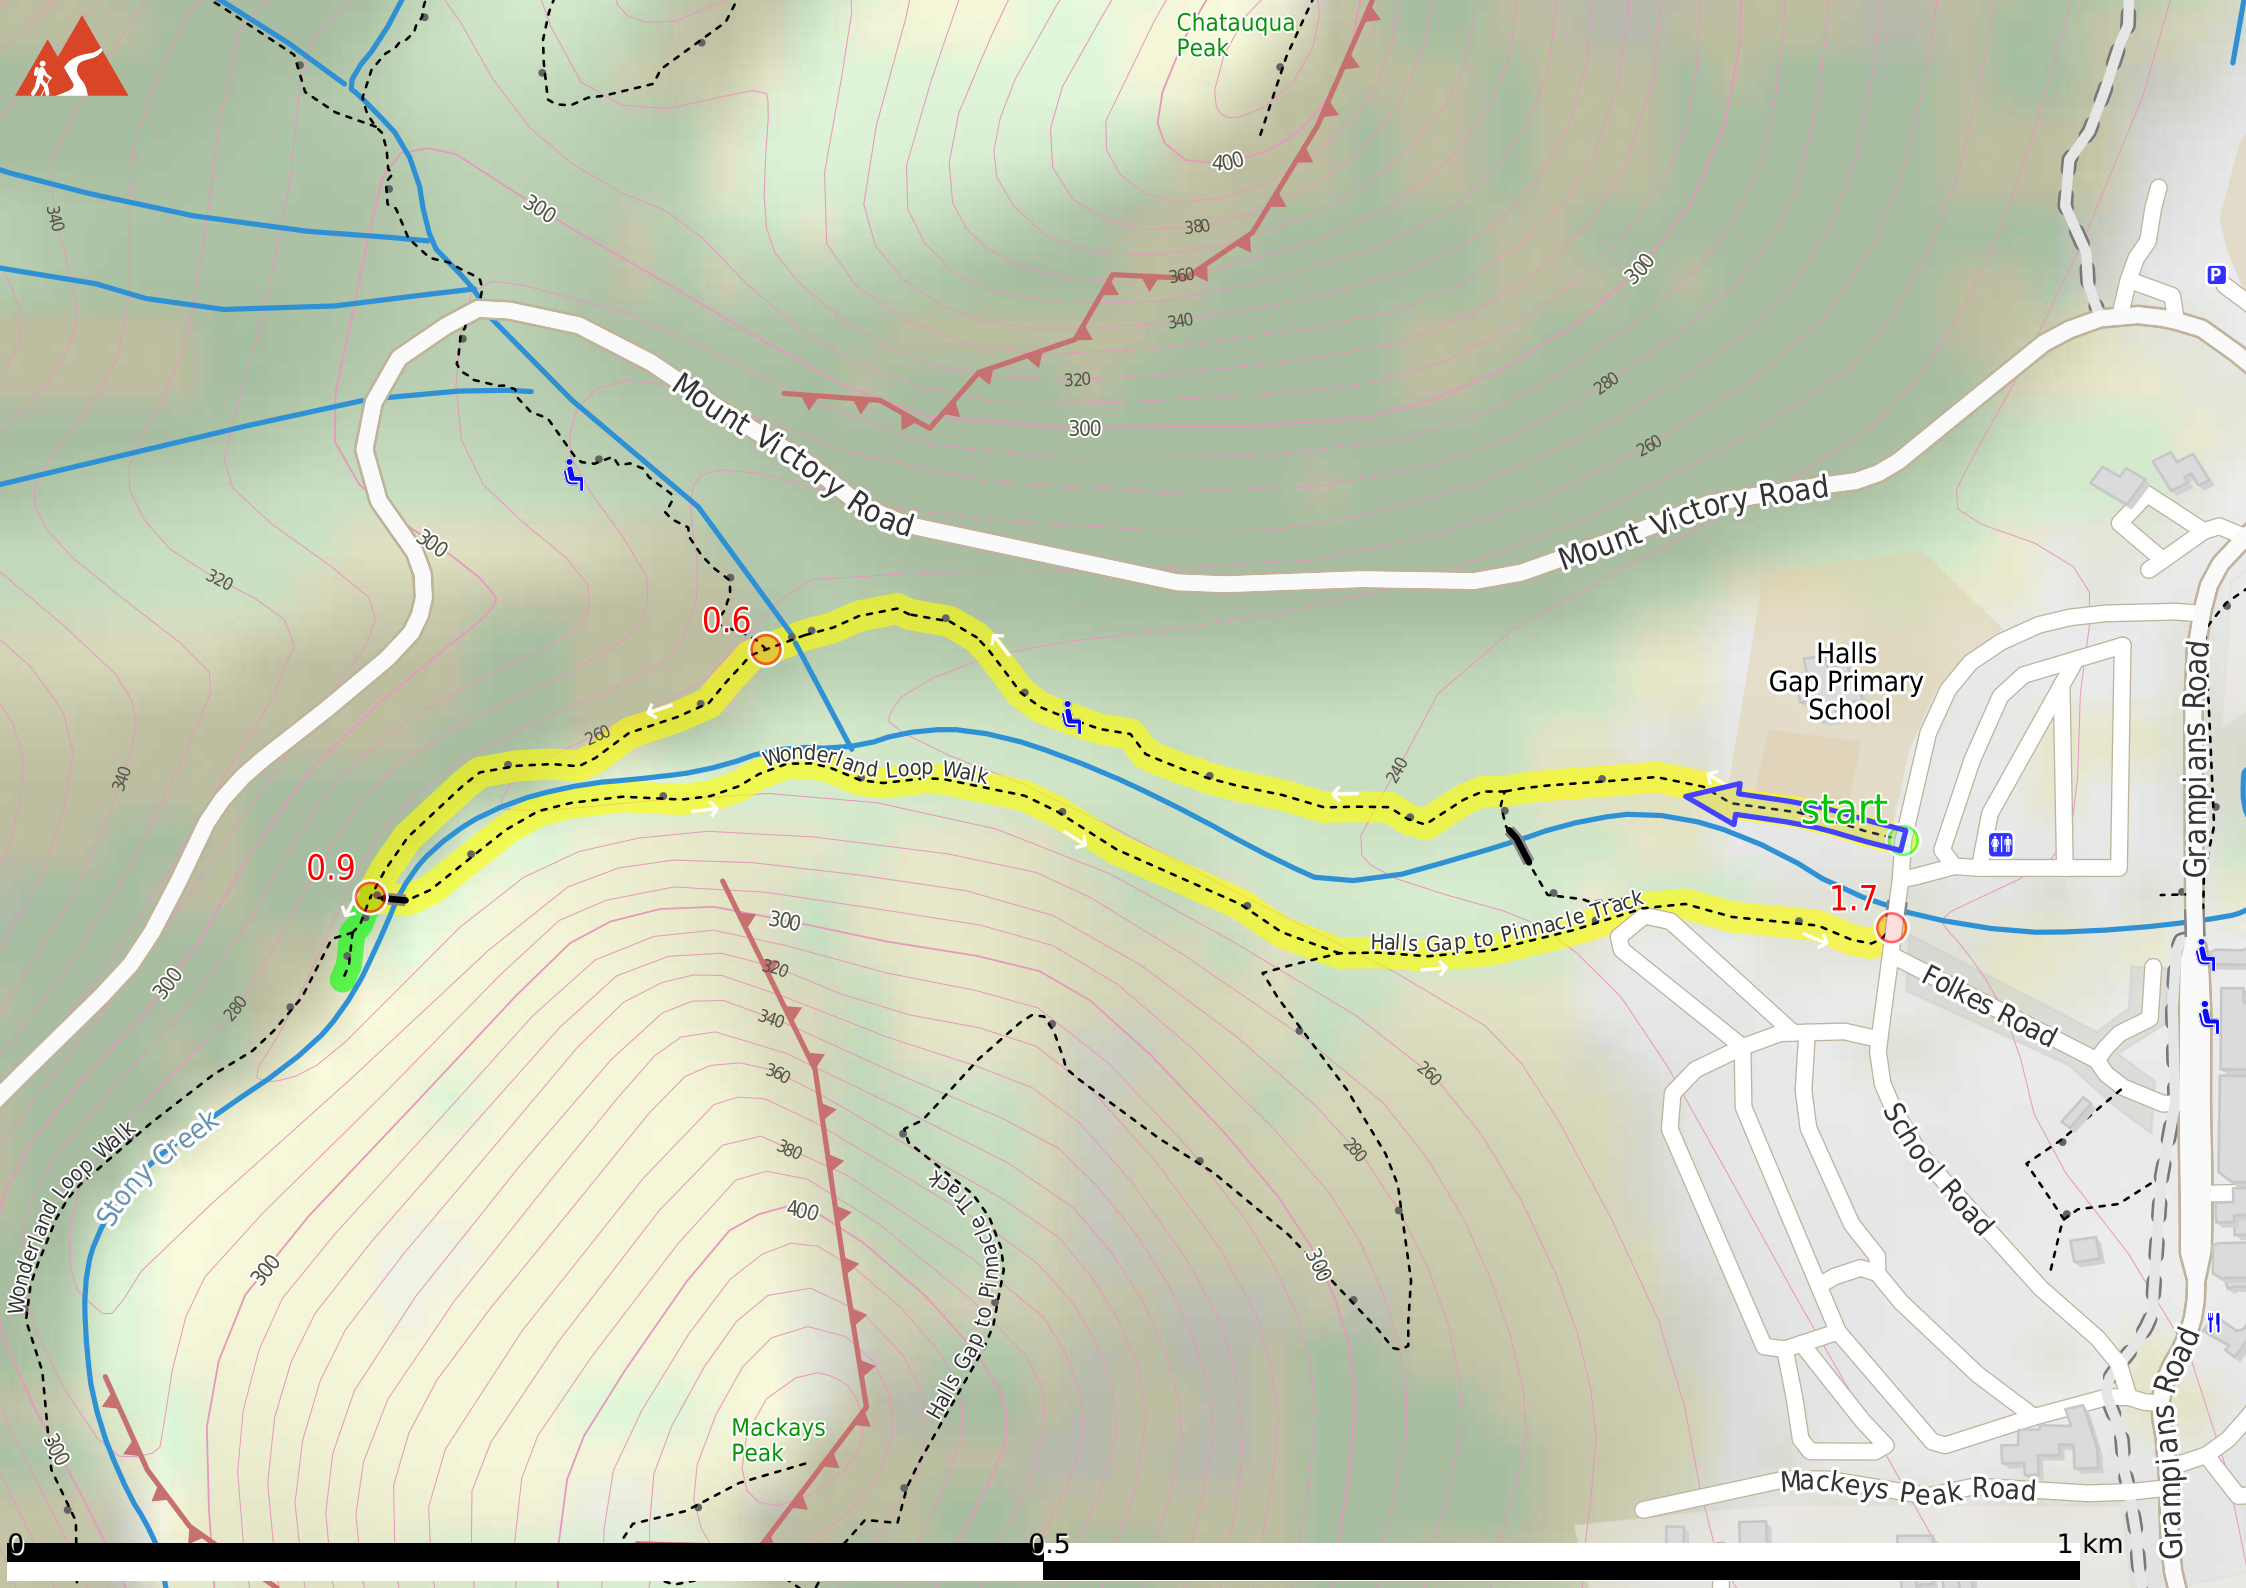 Chatauqua
Peak
400
340
300
380
300
360
340
320
280
300
260
Mount Victory Road
Mount Victory Road
P
300
320
0.6
Halls
Gap Primary
School
Grampians Road
260
340
Wonderland Loop Walk
240
start
0.9
1.7
Halls Gap to Pinnacle Track
300
320
300
280
340
Folkes Road
360
260
Wonderland Loop Walk
Stony Creek
380
280
School Road
Halls Gap to Pinnacle Track
400
300
300
Grampians Road
Mackays
Peak
300
Mackeys Peak Road
0
0.5
1 km